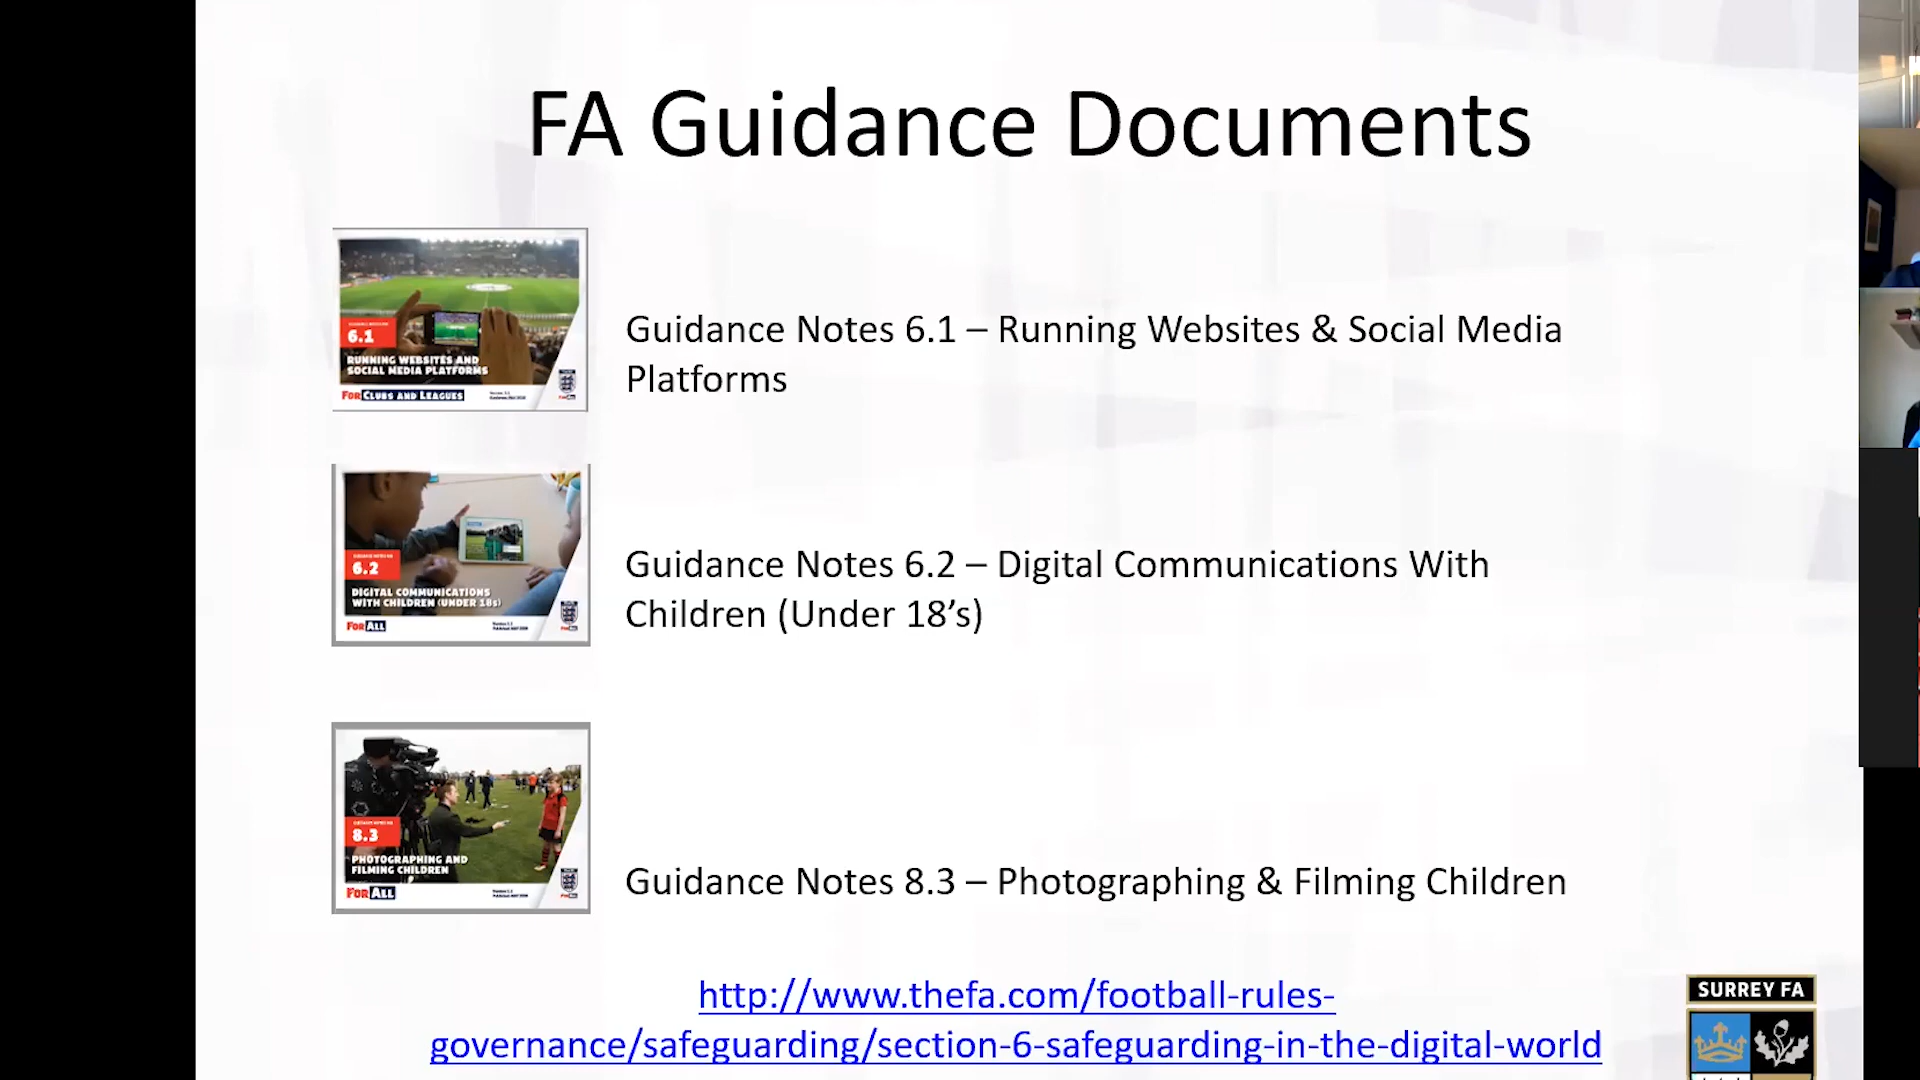 FA Guidance Documents
6.1
RUNNING WEBSITES AND
SOCIAL MEDIA PLATFORMS
FOR CLUBS AND LEAGUES
Guidance Notes 6.1 – Running Websites & Social Media
Platforms
GUIDANCE NOTES
6.2
DIGITAL COMMUNICATIONS
WITH CHILDREN (UNDER 18s)
FOR ALL
Guidance Notes 6.2 – Digital Communications With
Children (Under 18’s)
8.3
PHOTOGRAPHING AND
FILMING CHILDREN
FOR ALL
Guidance Notes 8.3 – Photographing & Filming Children
http://www.thefa.com/football-rules-
governance/safeguarding/section-6-safeguarding-in-the-digital-world
SURREY FA